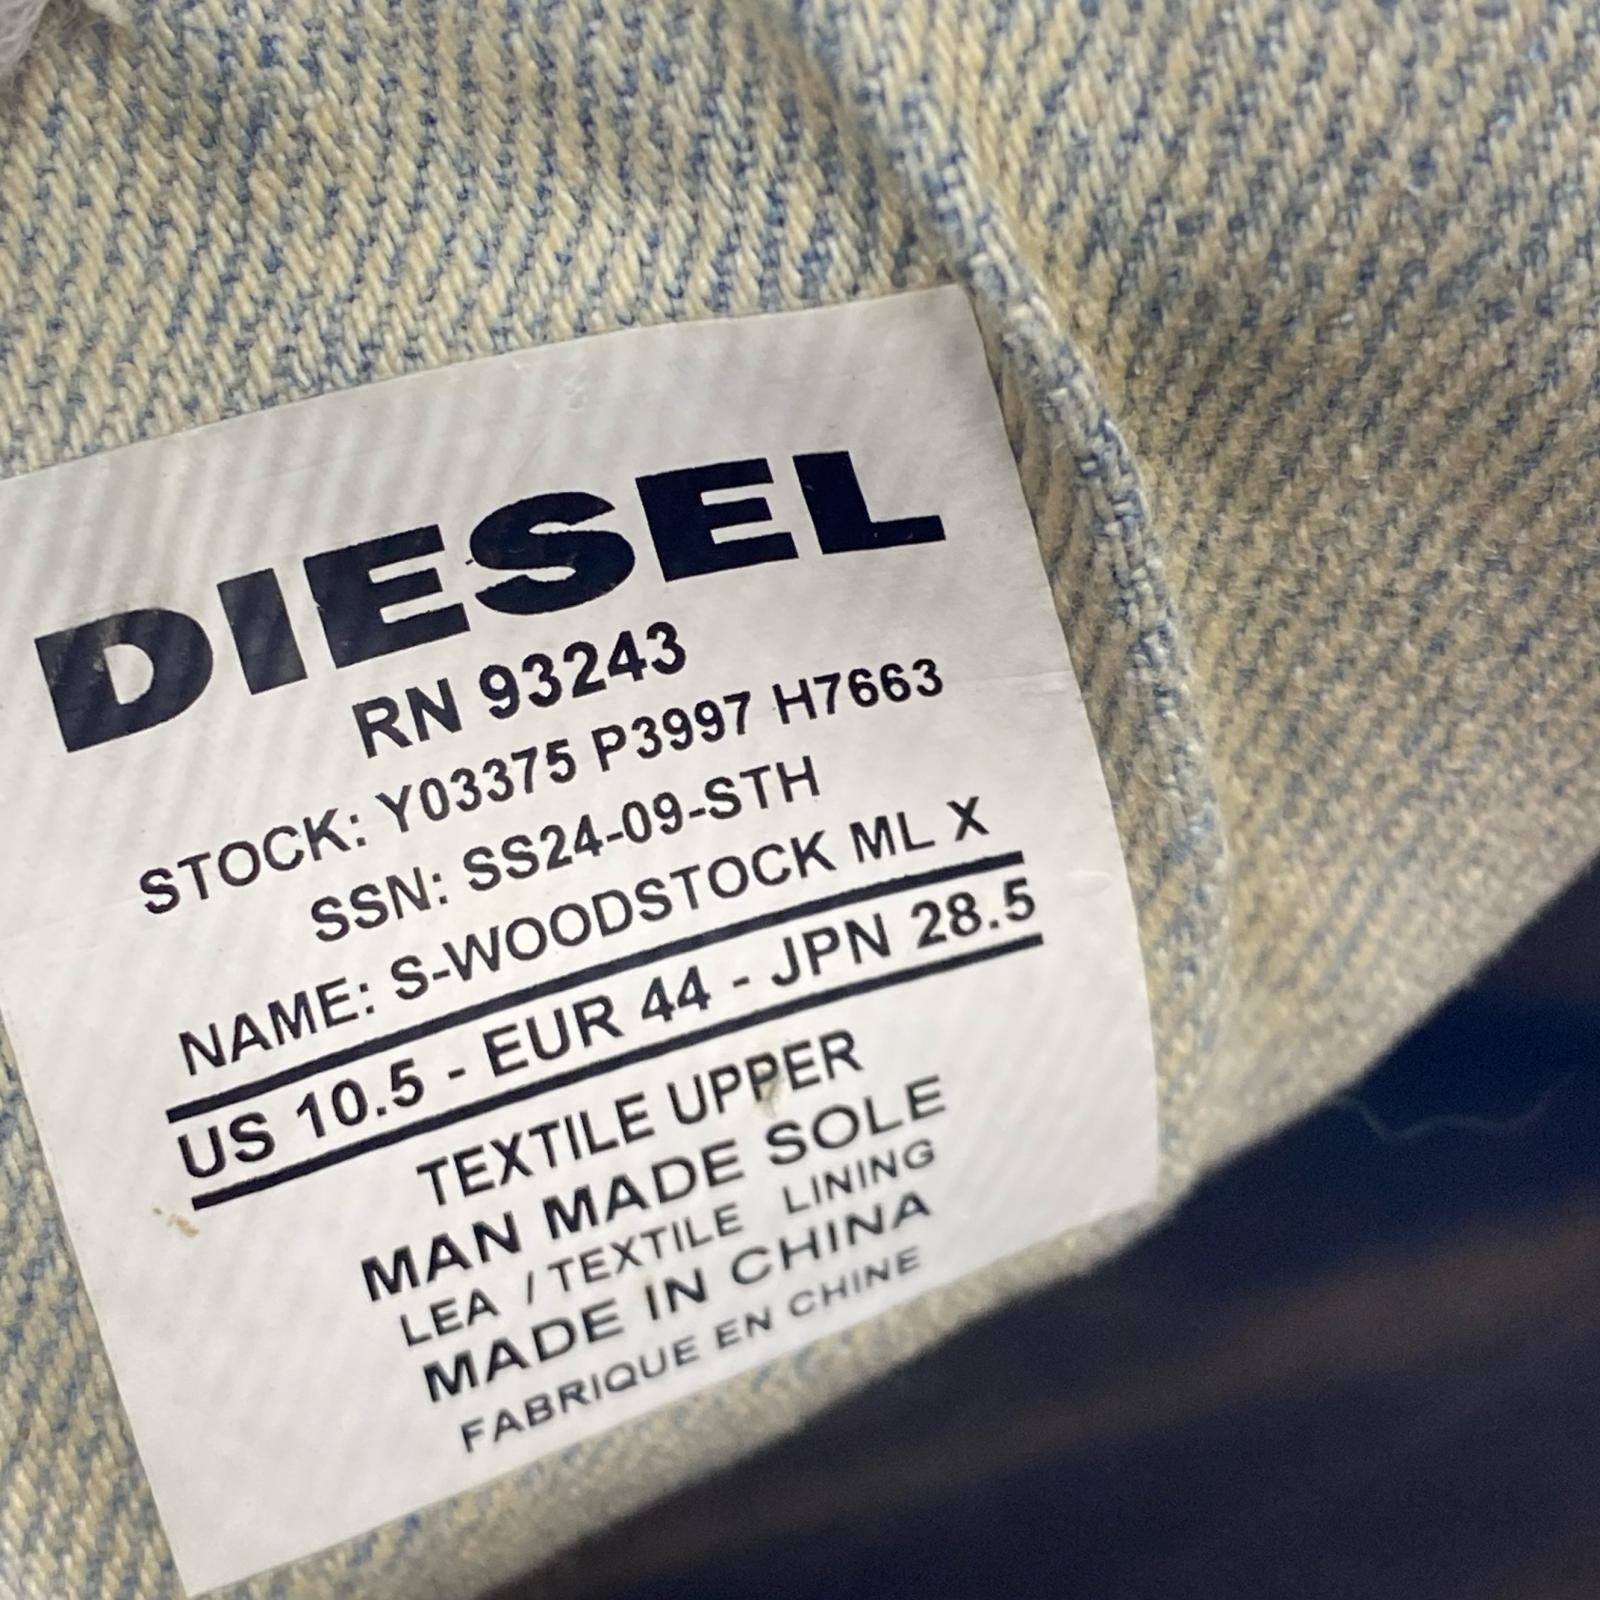 DIESEL
RN 93243
STOCK: Y03375 P3997 H7663
SSN: SS24-09-STH
NAME: S-WOODSTOCK ML X
US 10.5 - EUR 44 - JPN 28.5
TEXTILE UPPER
MAN MADE SOLE
LEA / TEXTILE LINING
MADE IN CHINA
FABRIQUE EN CHINE